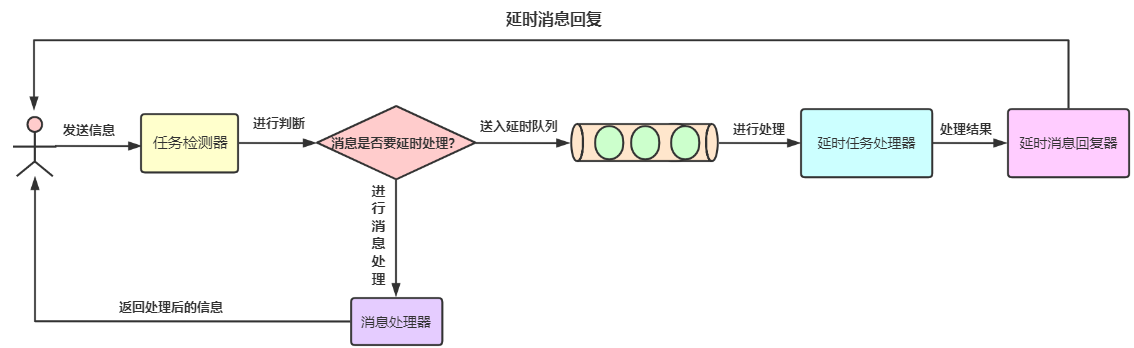 延时消息回复
发送信息
任务检测器
进行判断
消息是否要延时处理?
送入延时队列
进行处理
延时任务处理器
处理结果
延时消息回复器
进行消息处理
返回处理后的信息
消息处理器